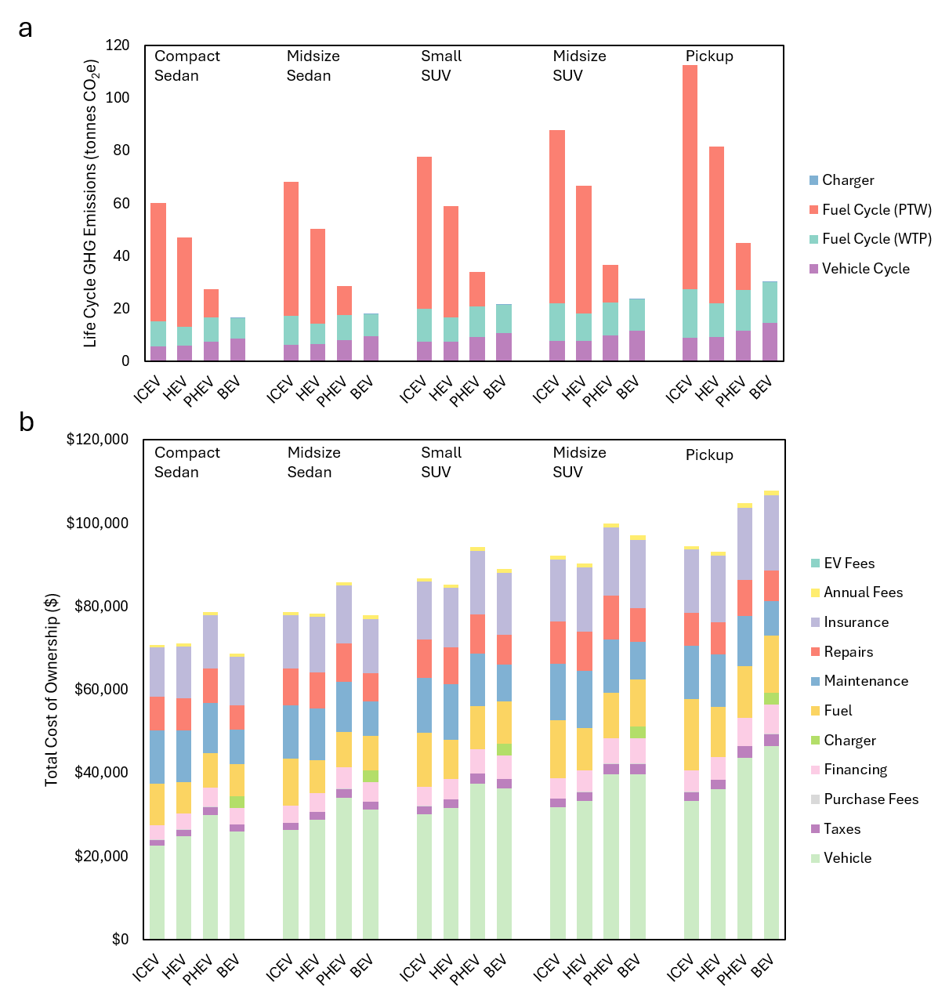 a
Life Cycle GHG Emissions (tonnes CO₂e)
120
100
80
60
40
20
0
Compact
Sedan
Midsize
Sedan
Small
SUV
Midsize
SUV
Pickup
ICEV
HEV
PHEV
BEV
ICEV
HEV
PHEV
BEV
ICEV
HEV
PHEV
BEV
ICEV
HEV
PHEV
BEV
ICEV
HEV
PHEV
BEV
Charger
Fuel Cycle (PTW)
Fuel Cycle (WTP)
Vehicle Cycle
b
Total Cost of Ownership ($)
$120,000
$100,000
$80,000
$60,000
$40,000
$20,000
$0
Compact
Sedan
Midsize
Sedan
Small
SUV
Midsize
SUV
Pickup
ICEV
HEV
PHEV
BEV
ICEV
HEV
PHEV
BEV
ICEV
HEV
PHEV
BEV
ICEV
HEV
PHEV
BEV
ICEV
HEV
PHEV
BEV
EV Fees
Annual Fees
Insurance
Repairs
Maintenance
Fuel
Charger
Financing
Purchase Fees
Taxes
Vehicle